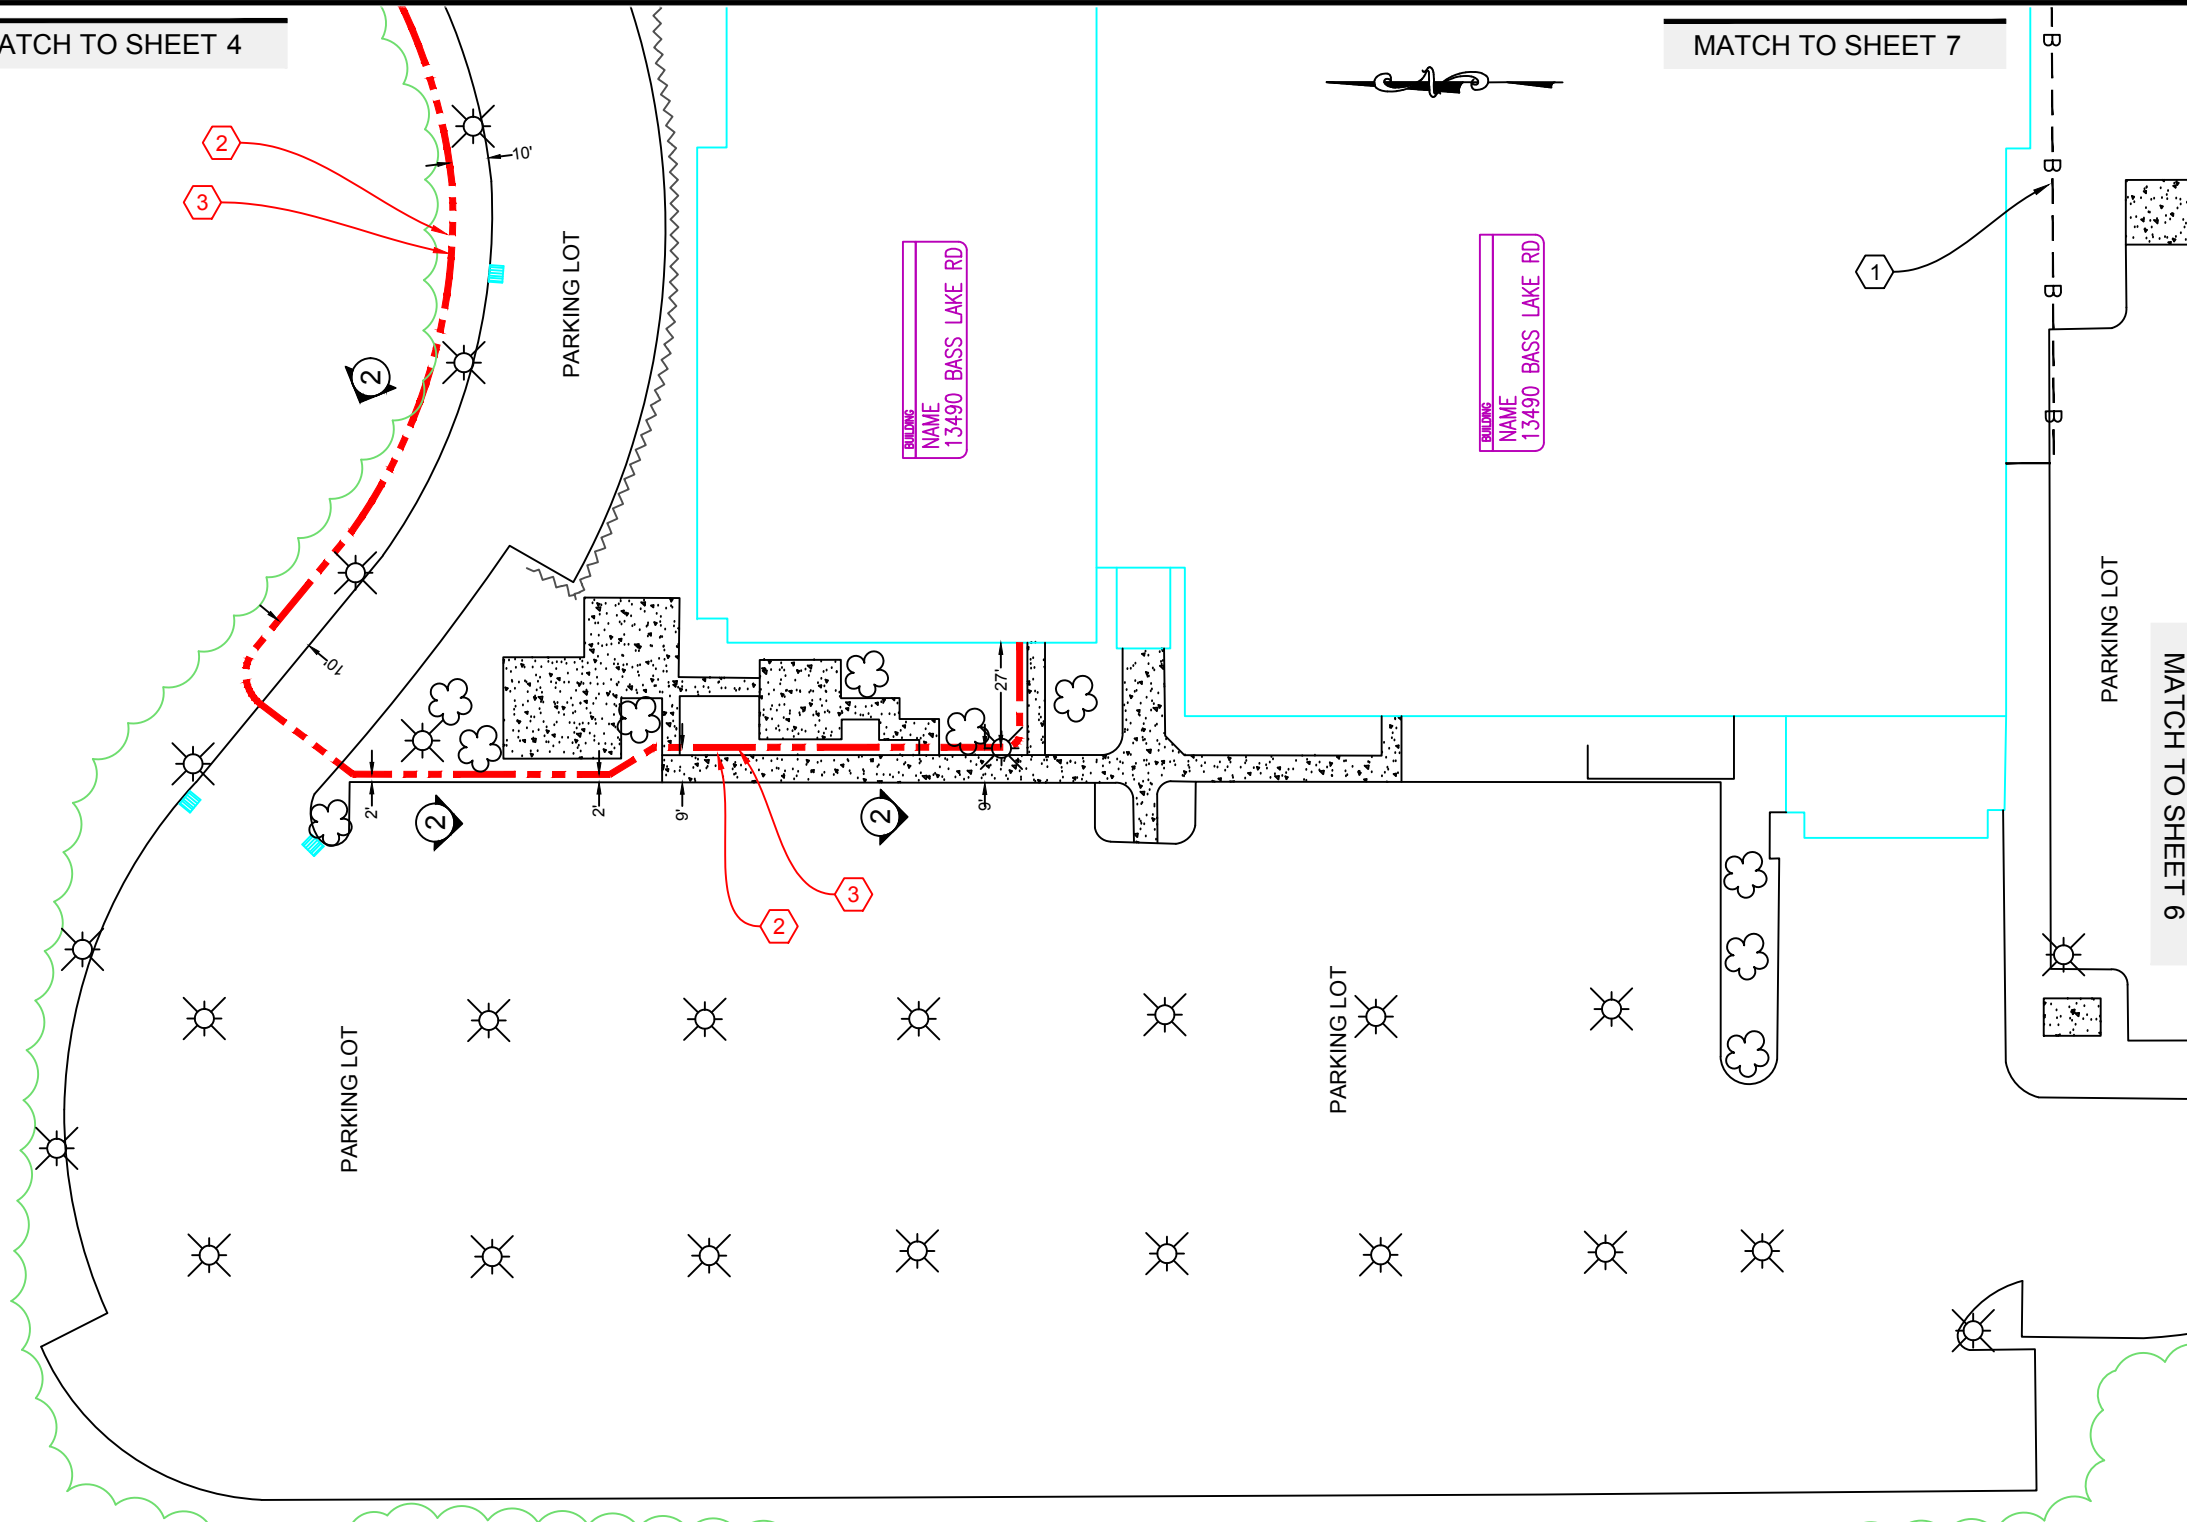 ATCH TO SHEET 4
MATCH TO SHEET 7
B
2
10'
3
B
PARKING LOT
BUILDING
NAME
13490 BASS LAKE RD
BUILDING
NAME
13490 BASS LAKE RD
1
B
2
B
PARKING LOT
MATCH TO SHEET 6
10'
27'
2'
2'
9'
9'
2
2
3
2
PARKING LOT
PARKING LOT